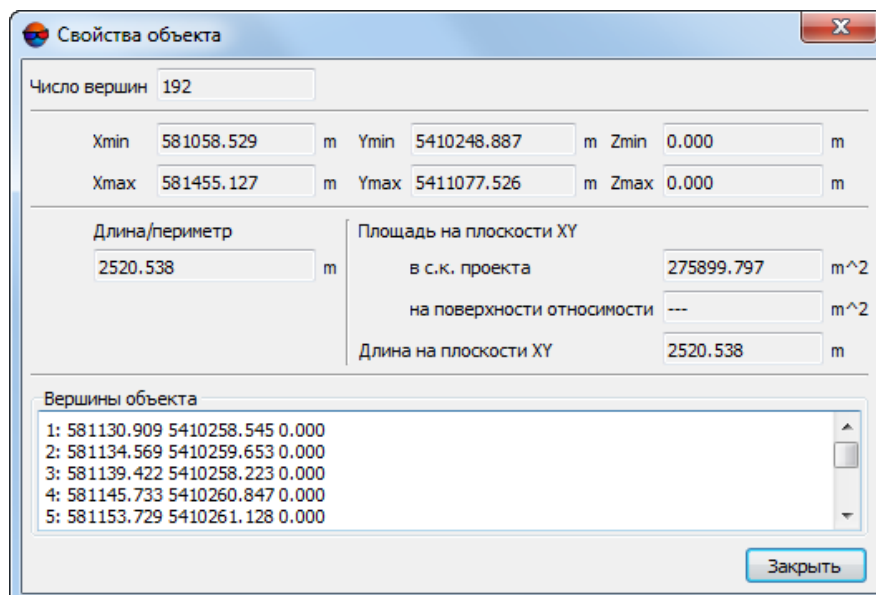 Свойства объекта
Число вершин 192
Xmin 581058.529 m Ymin 5410248.887 m Zmin 0.000 m
Xmax 581455.127 m Ymax 5411077.526 m Zmax 0.000 m
Длина/периметр Площадь на плоскости XY
2520.538 m в с.к. проекта 275899.797 m^2
на поверхности относимости --- m^2
Длина на плоскости XY 2520.538 m
Вершины объекта
1: 581130.909 5410258.545 0.000
2: 581134.569 5410259.653 0.000
3: 581139.422 5410258.223 0.000
4: 581145.733 5410260.847 0.000
5: 581153.729 5410261.128 0.000
Закрыть